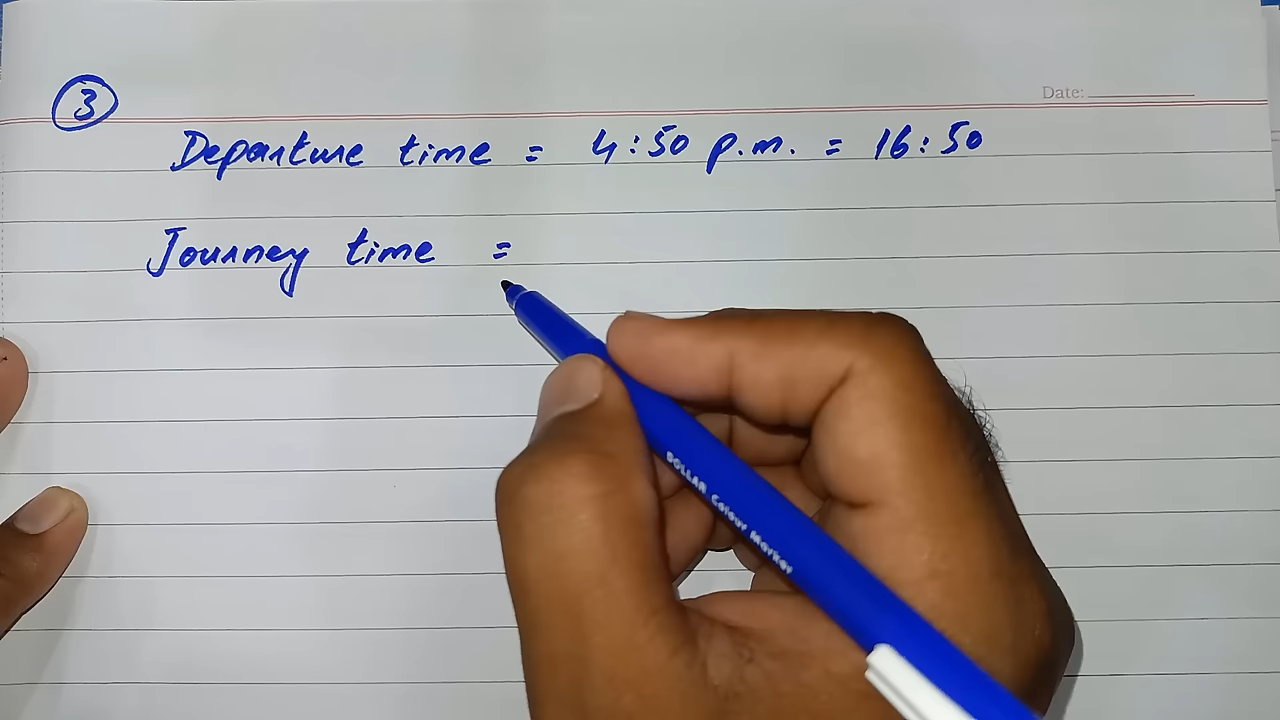 Date:
3
Departure time = 4:50 p.m. = 16:50
Journey time =
DOLLAR Colour Marker